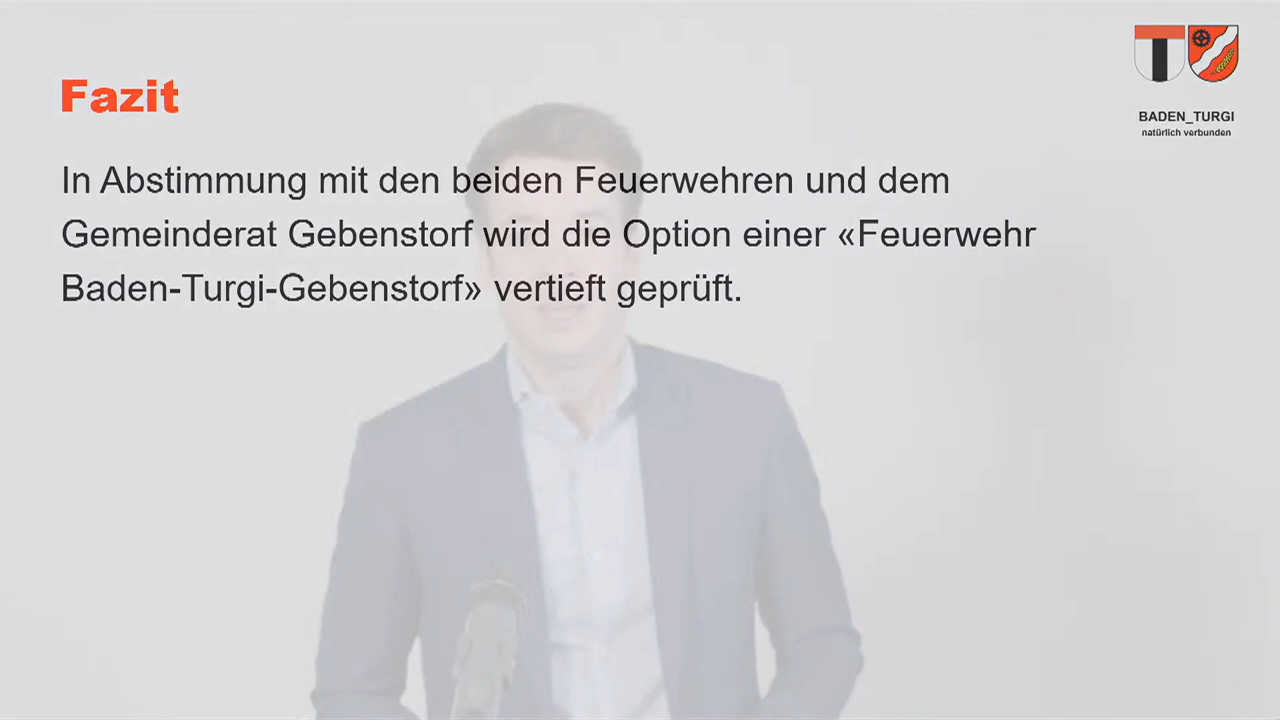 Fazit
In Abstimmung mit den beiden Feuerwehren und dem
Gemeinderat Gebenstorf wird die Option einer «Feuerwehr
Baden-Turgi-Gebenstorf» vertieft geprüft.
BADEN_TURGI
natürlich verbunden